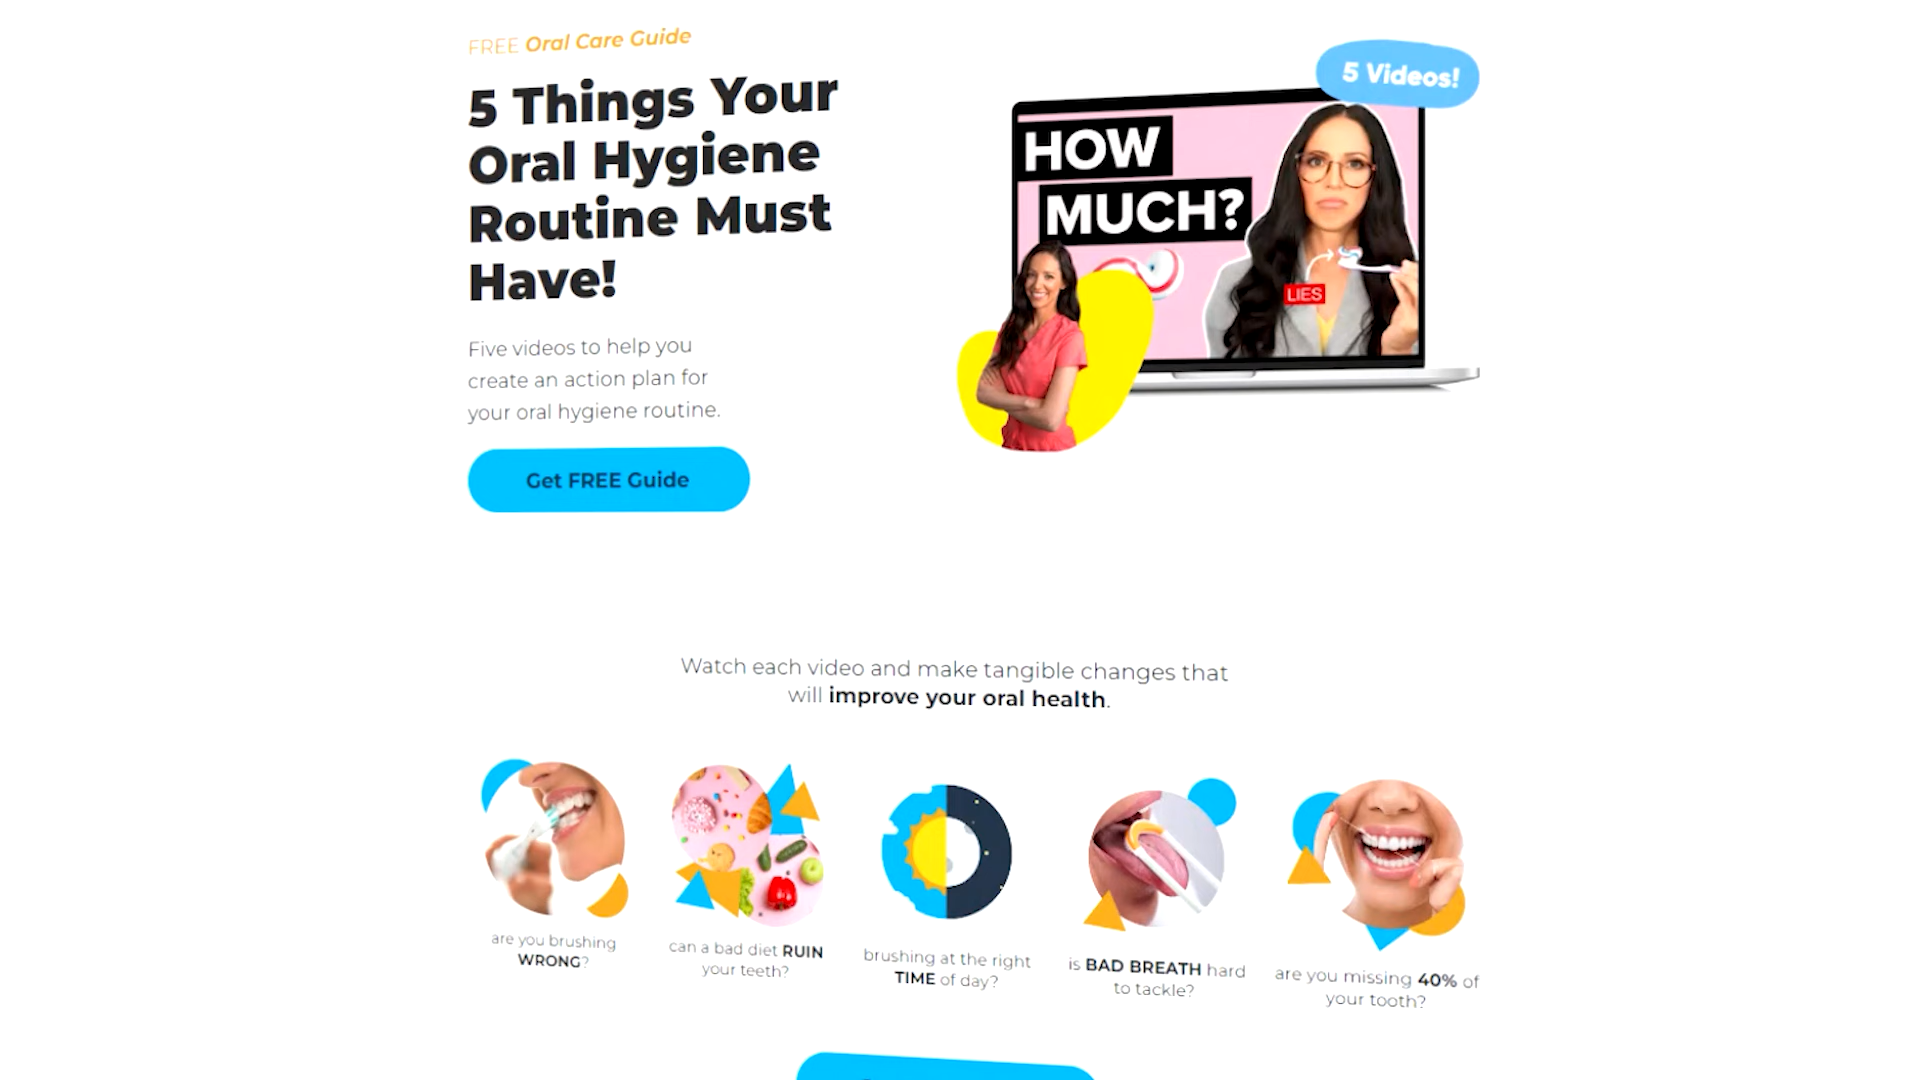 FREE Oral Care Guide
5 Things Your
Oral Hygiene
Routine Must
Have!
Five videos to help you
create an action plan for
your oral hygiene routine.
Get FREE Guide
5 Videos!
HOW
MUCH?
LIES
Watch each video and make tangible changes that
will improve your oral health.
are you brushing
WRONG?
can a bad diet RUIN
your teeth?
brushing at the right
TIME of day?
is BAD BREATH hard
to tackle?
are you missing 40% of
your tooth?